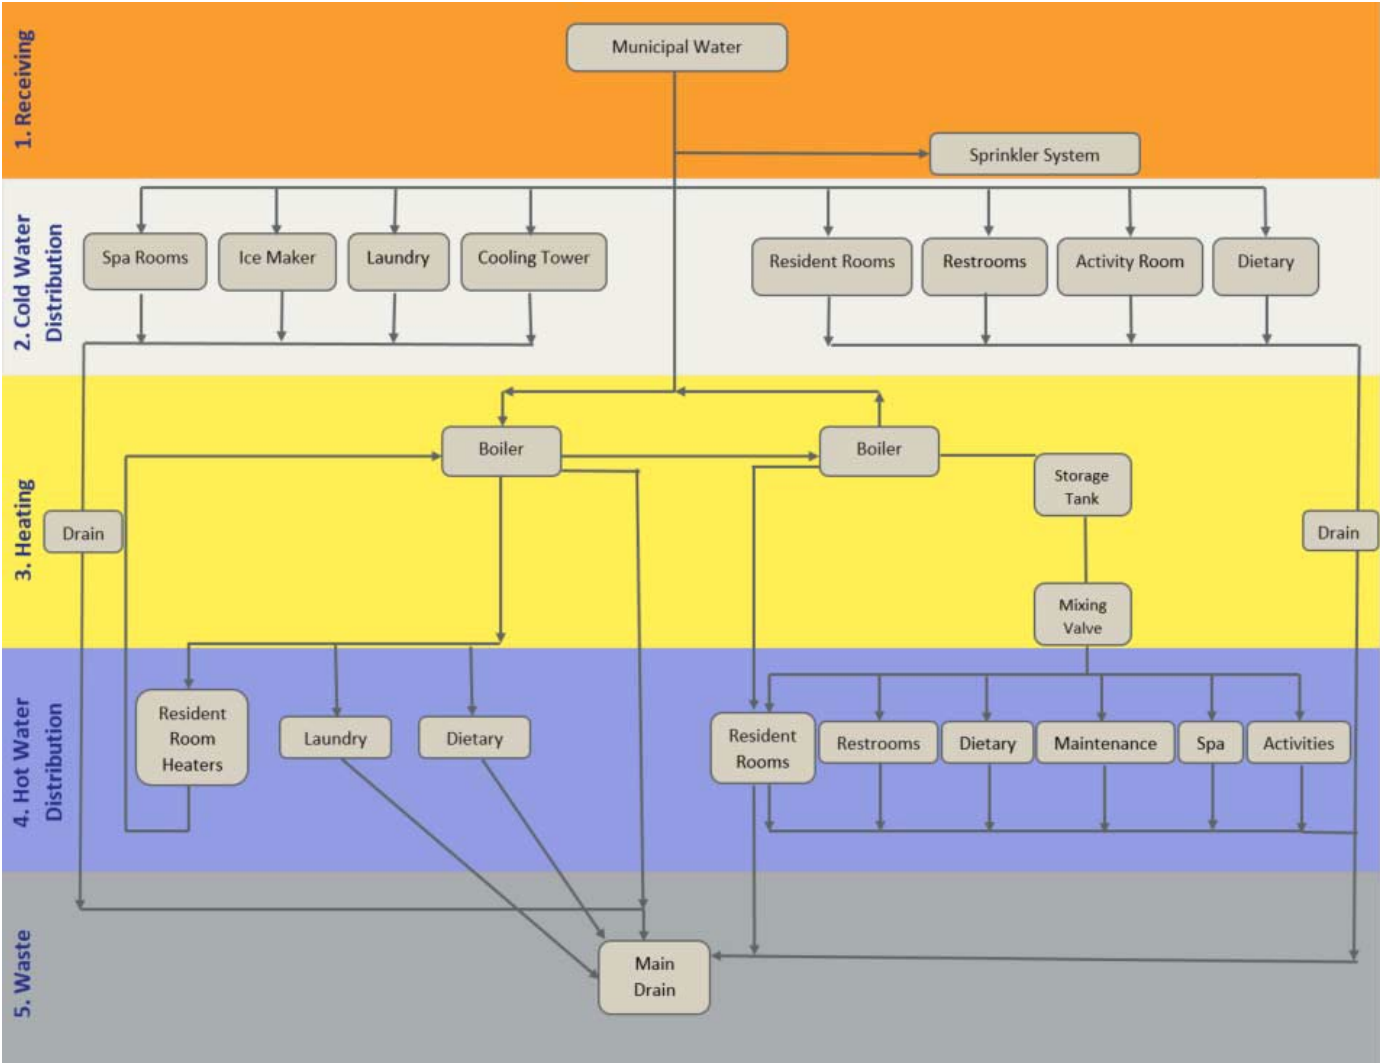 1. Receiving
Municipal Water
Sprinkler System
2. Cold Water
Distribution
Spa Rooms
Ice Maker
Laundry
Cooling Tower
Resident Rooms
Restrooms
Activity Room
Dietary
3. Heating
Boiler
Boiler
Storage
Tank
Drain
Drain
Mixing
Valve
4. Hot Water
Distribution
Resident
Room
Heaters
Laundry
Dietary
Resident
Rooms
Restrooms
Dietary
Maintenance
Spa
Activities
5. Waste
Main
Drain